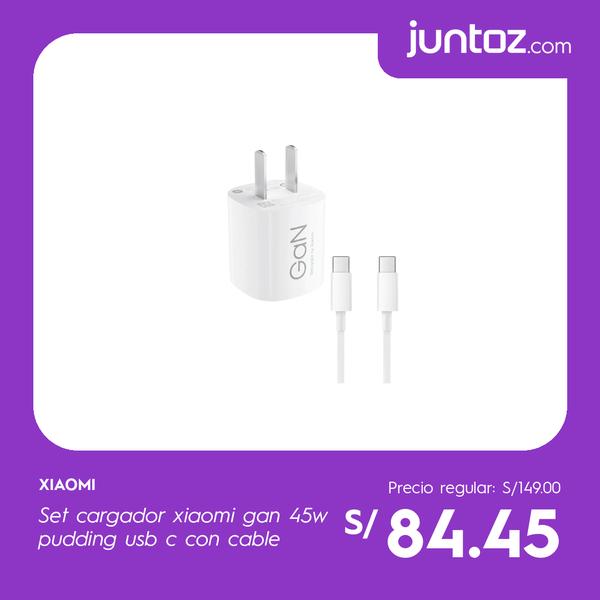 juntoz.com
GaN
XIAOMI
Set cargador xiaomi gan 45w
pudding usb c con cable
Precio regular: S/149.00
S/84.45